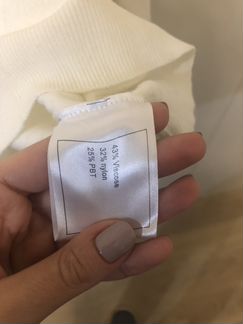 43% Viscose
32% nylon
25% PBT